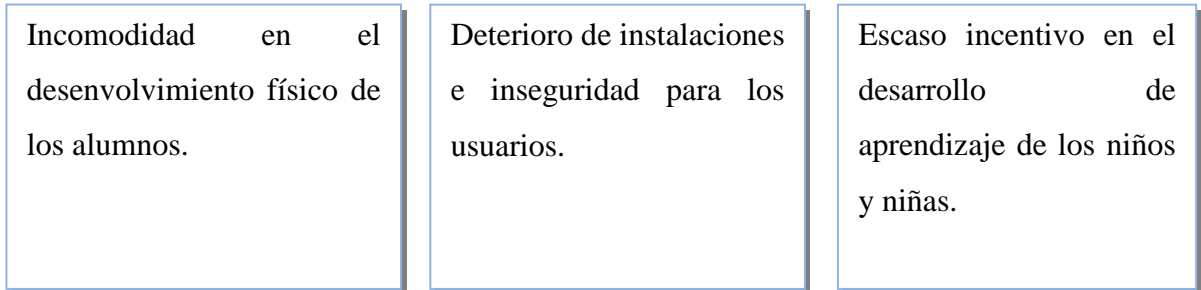 Incomodidad en el
desenvolvimiento físico de
los alumnos.
Deterioro de instalaciones
e inseguridad para los
usuarios.
Escaso incentivo en el
desarrollo de
aprendizaje de los niños
y niñas.